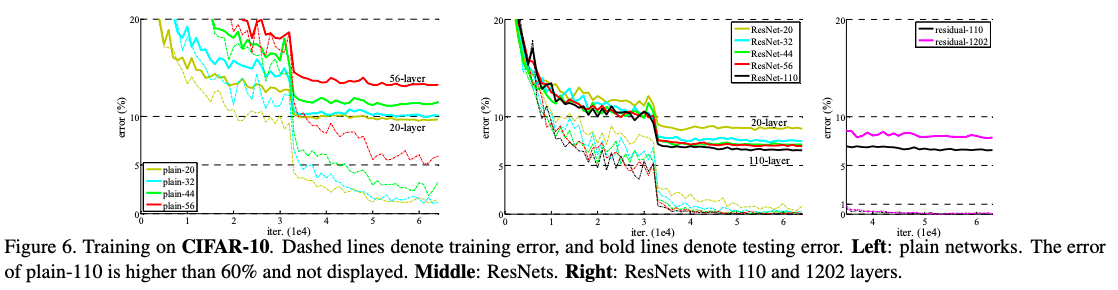 20
10
5
0
error (%)
56-layer
20-layer
plain-20
plain-32
plain-44
plain-56
0 1 2 3 4 5 6
iter. (1e4)
20
10
5
0
error (%)
ResNet-20
ResNet-32
ResNet-44
ResNet-56
ResNet-110
20-layer
110-layer
0 1 2 3 4 5 6
iter. (1e4)
20
10
5
1
0
error (%)
residual-110
residual-1202
4 5 6
iter. (1e4)
Figure 6. Training on CIFAR-10. Dashed lines denote training error, and bold lines denote testing error. Left: plain networks. The error
of plain-110 is higher than 60% and not displayed. Middle: ResNets. Right: ResNets with 110 and 1202 layers.